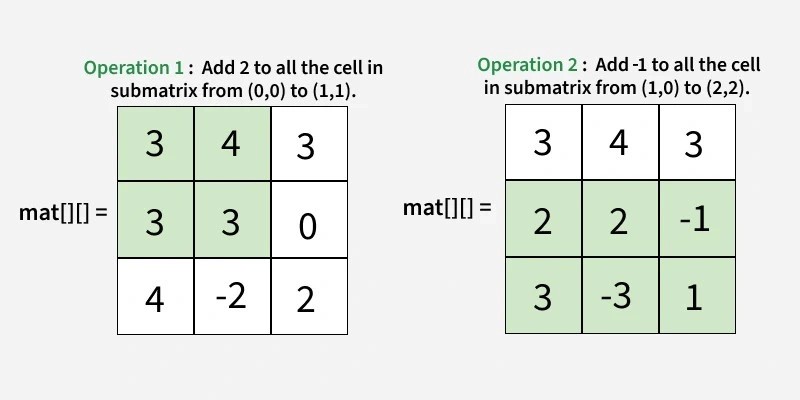 Operation 1 : Add 2 to all the cell in
submatrix from (0,0) to (1,1).
mat[][] =
3 4 3
3 3 0
4 -2 2
Operation 2 : Add -1 to all the cell
in submatrix from (1,0) to (2,2).
mat[][] =
3 4 3
2 2 -1
3 -3 1